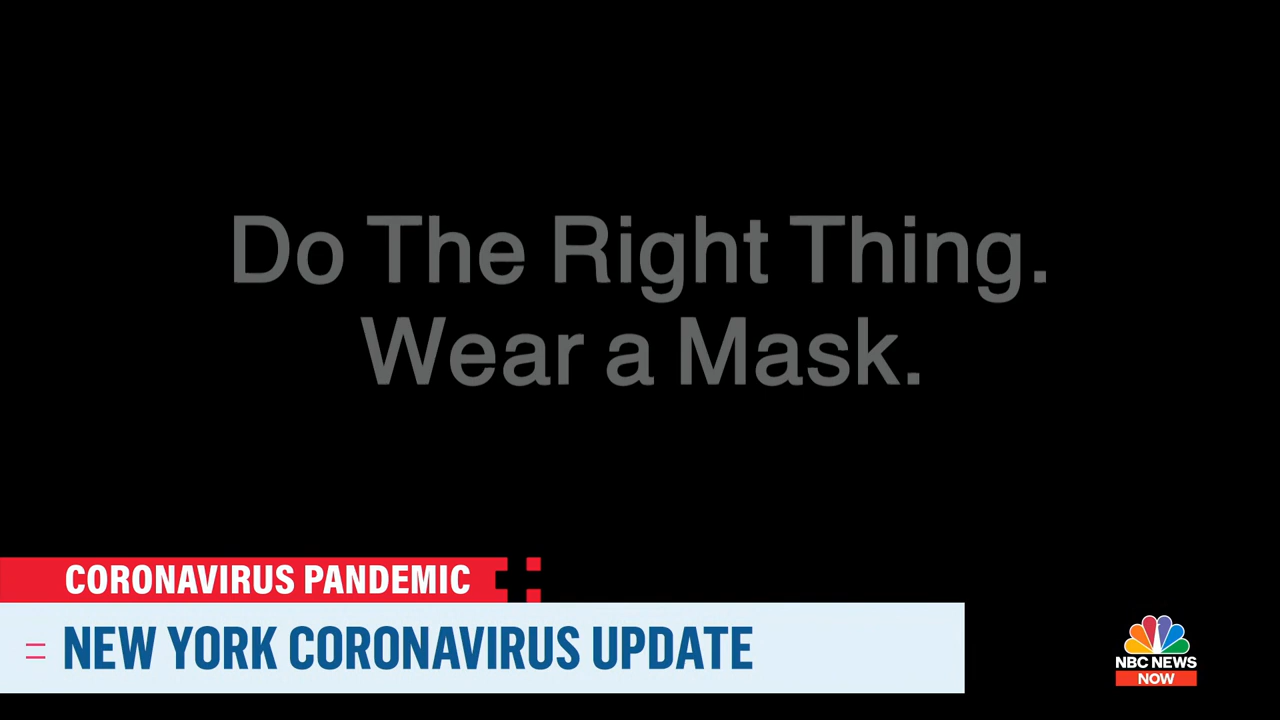 Do The Right Thing.
Wear a Mask.
CORONAVIRUS PANDEMIC
NEW YORK CORONAVIRUS UPDATE
NBC NEWS
NOW